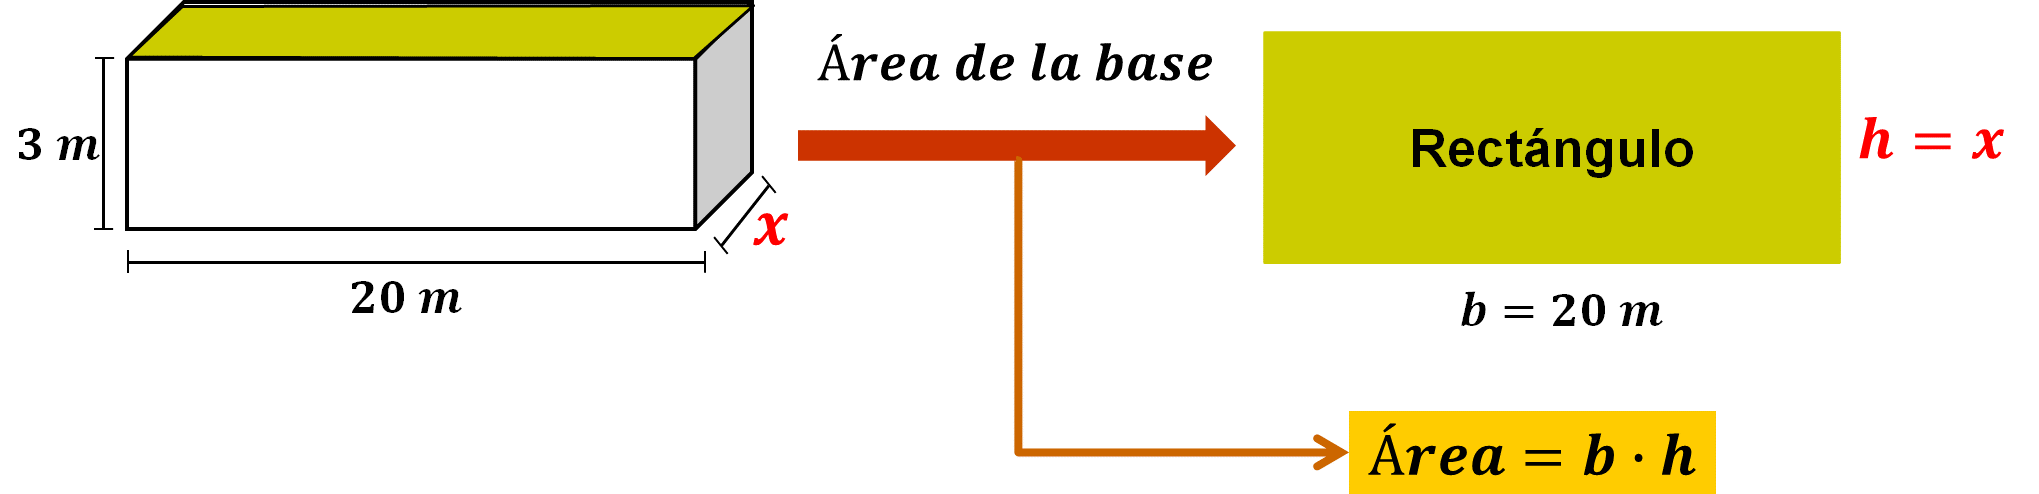 3 m
20 m
x
Área de la base
Rectángulo
h = x
b = 20 m
Área = b · h